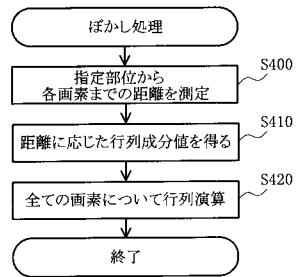 ぼかし処理
S400
指定部位から
各画素までの距離を測定
S410
距離に応じた行列成分値を得る
S420
全ての画素について行列演算
終了